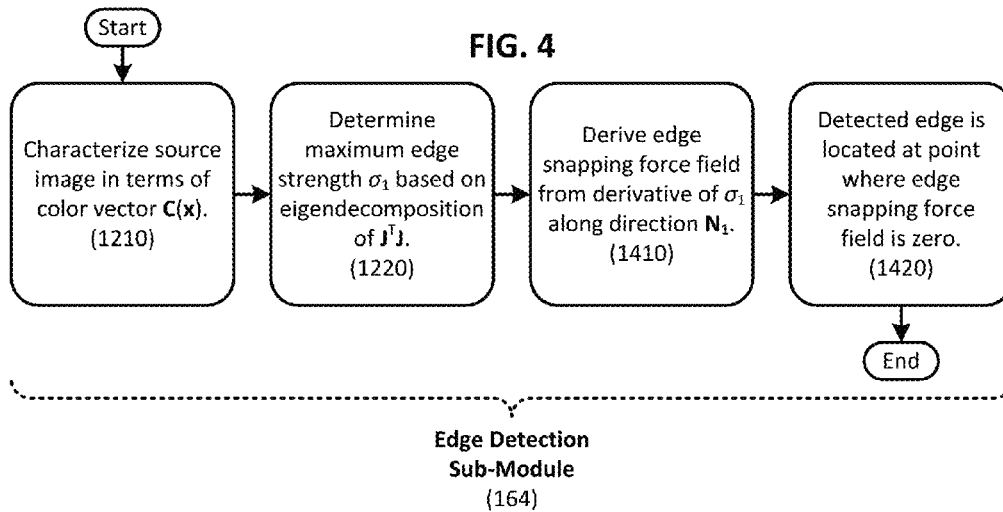 Start
FIG. 4
Characterize source
image in terms of
color vector C(x).
(1210)
Determine
maximum edge
strength σ₁ based on
eigendecomposition
of JᵀJ.
(1220)
Derive edge
snapping force field
from derivative of σ₁
along direction N₁.
(1410)
Detected edge is
located at point
where edge
snapping force
field is zero.
(1420)
End
Edge Detection
Sub-Module
(164)